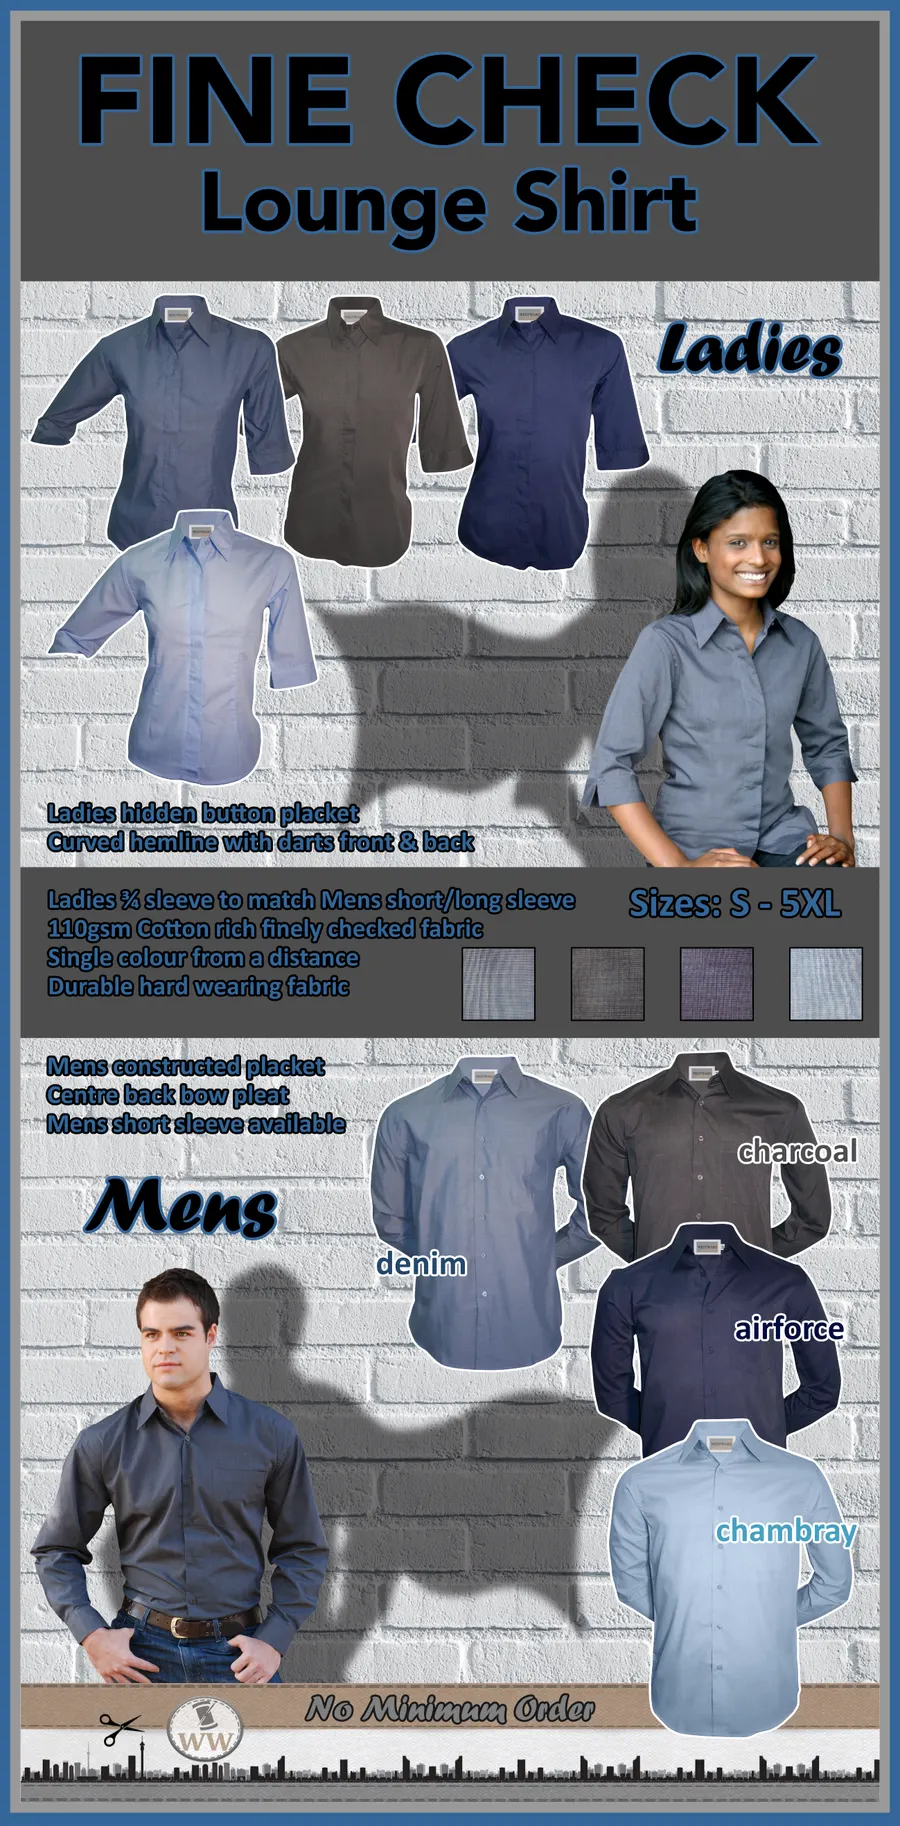 FINE CHECK
Lounge Shirt
Ladies
Ladies hidden button placket
Curved hemline with darts front & back
Ladies ¾ sleeve to match Mens short/long sleeve
110gsm Cotton rich finely checked fabric
Single colour from a distance
Durable hard wearing fabric
Sizes: S - 5XL
Mens constructed placket
Centre back bow pleat
Mens short sleeve available
Mens
charcoal
denim
airforce
chambray
No Minimum Order
WW